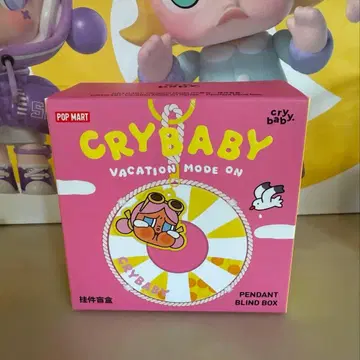 POP MART
cry
baby.
CRYBABY
VACATION MODE ON
CRYBABY
挂件盲盒
PENDANT
BLIND BOX